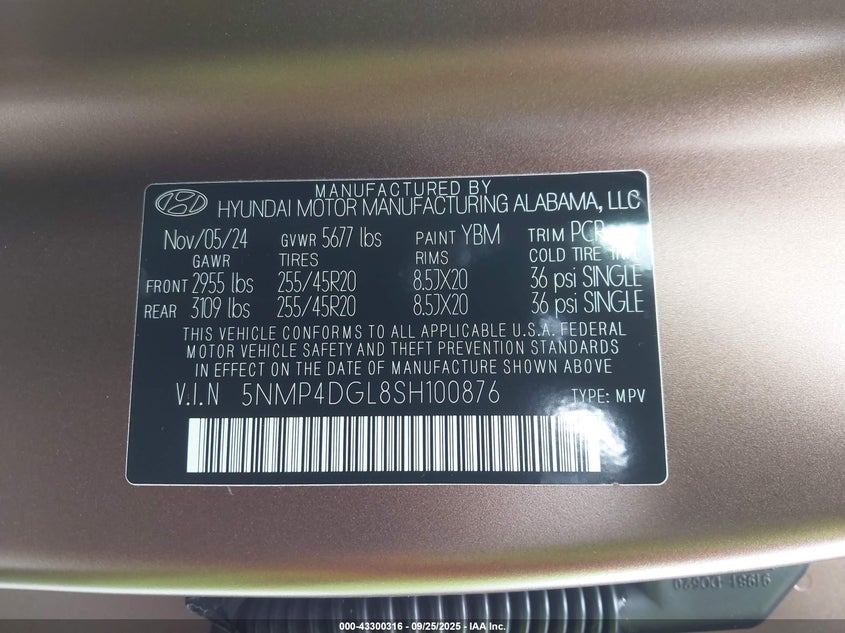 MANUFACTURED BY
HYUNDAI MOTOR MANUFACTURING ALABAMA, LLC
Nov/05/24 GVWR 5677 lbs PAINT YBM TRIM
GAWR TIRES RIMS COLD TIRE
FRONT 2955 lbs 255/45R20 8.5JX20 36 psi SINGLE
REAR 3109 lbs 255/45R20 8.5JX20 36 psi SINGLE
THIS VEHICLE CONFORMS TO ALL APPLICABLE U.S.A. FEDERAL
MOTOR VEHICLE SAFETY AND THEFT PREVENTION STANDARDS
IN EFFECT ON THE DATE OF MANUFACTURE SHOWN ABOVE
V.I.N 5NMP4DGL8SH100876 TYPE: MPV
91981 DO620
000-43300316 - 09/25/2025 - IAA Inc.